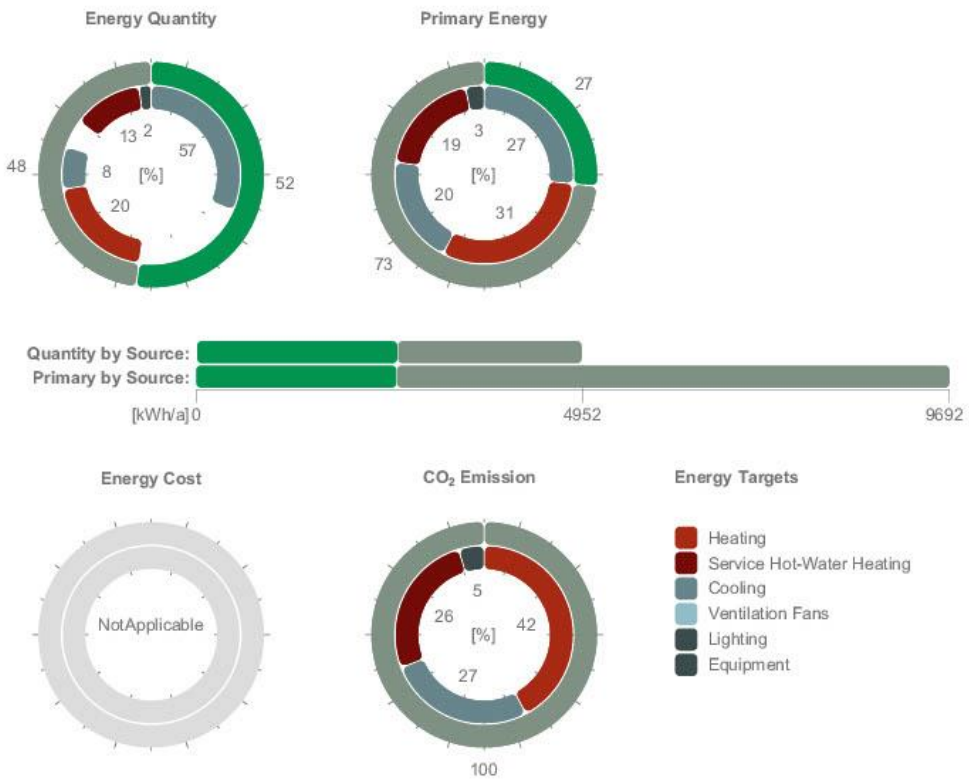 Energy Quantity
Primary Energy
48
13
2
57
8
[%]
20
52
27
19
3
27
[%]
20
31
73
Quantity by Source:
Primary by Source:
[kWh/a] 0
4952
9692
Energy Cost
NotApplicable
CO₂ Emission
5
26
[%]
42
27
100
Energy Targets
Heating
Service Hot-Water Heating
Cooling
Ventilation Fans
Lighting
Equipment